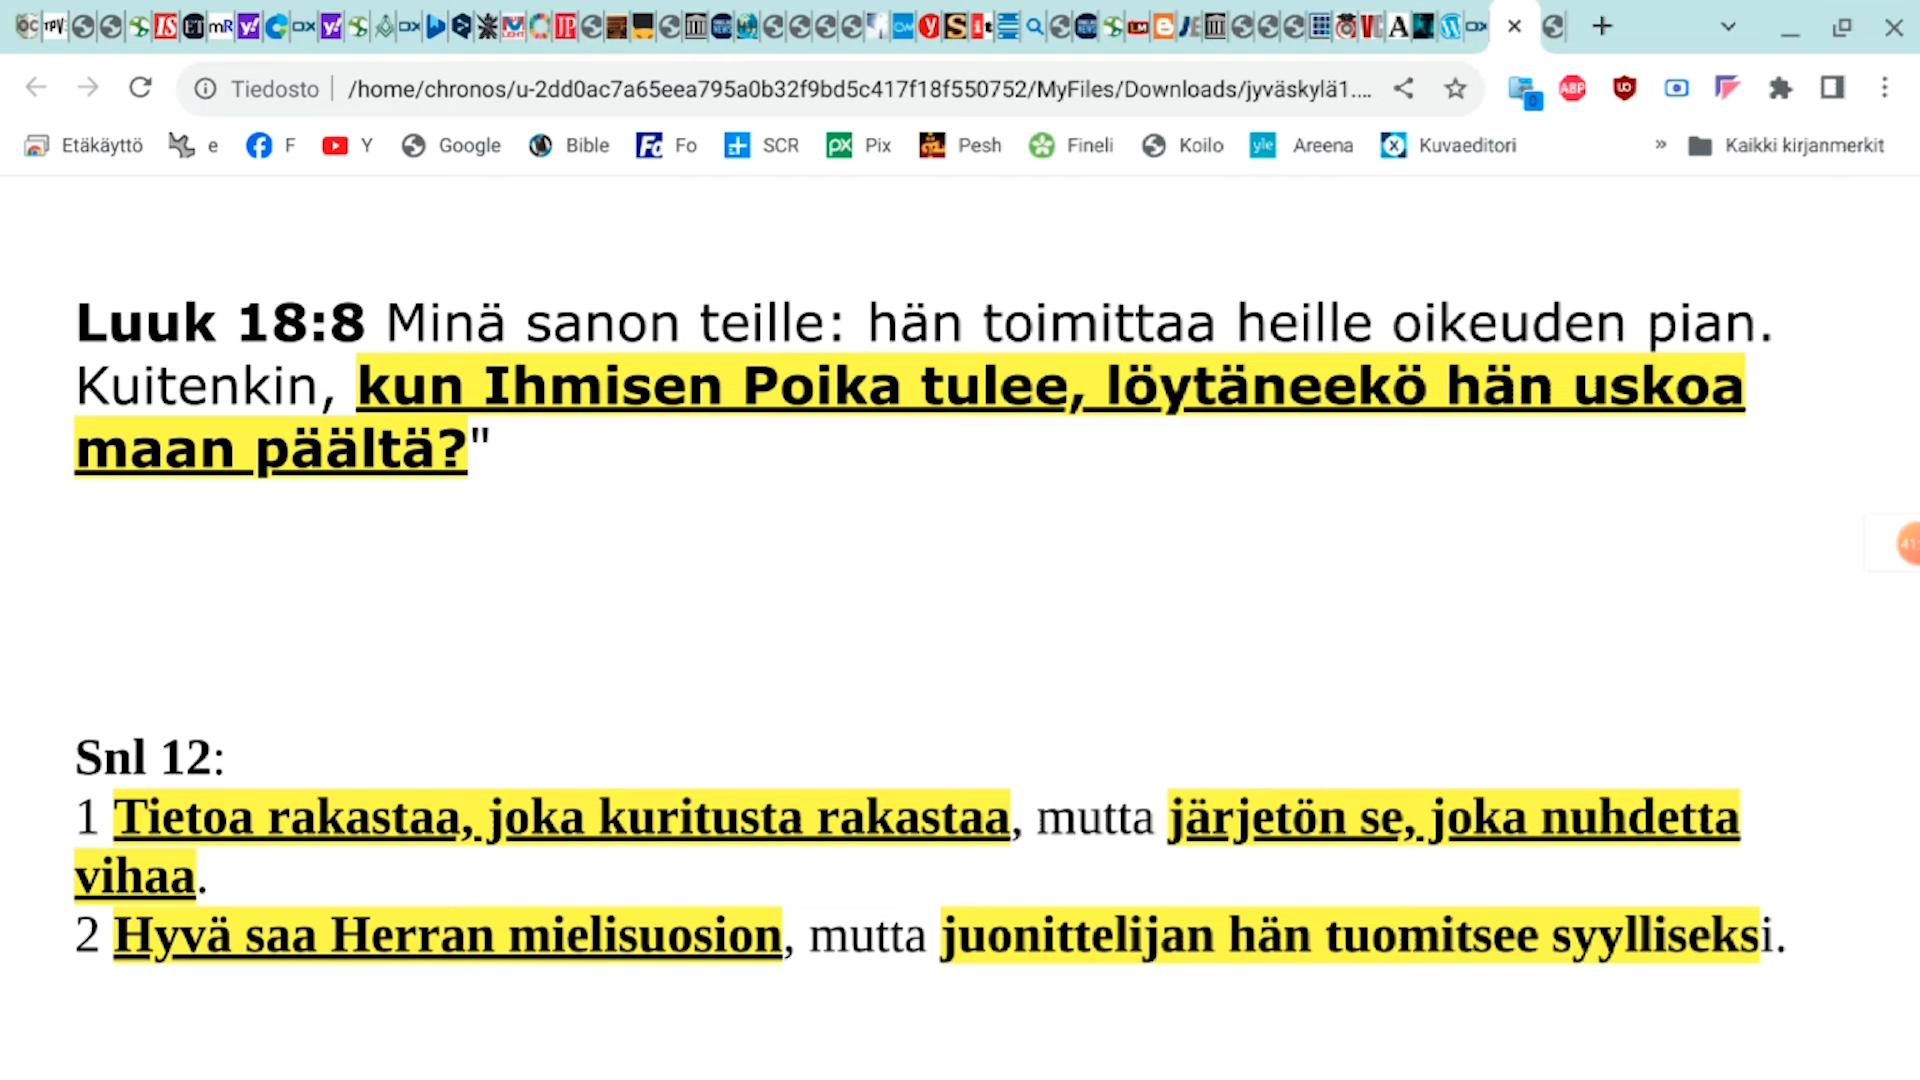 Tiedosto /home/chronos/u-2dd0ac7a65eea795a0b32f9bd5c417f18f550752/MyFiles/Downloads/jyväskylä1.... ABP
Etäkäyttö e F Y Google Bible Fo SCR Pix Pesh Fineli Koilo yle Areena Kuvaeditori » Kaikki kirjanmerkit
Luuk 18:8 Minä sanon teille: hän toimittaa heille oikeuden pian.
Kuitenkin, kun Ihmisen Poika tulee, löytäneekö hän uskoa
maan päältä?"
Snl 12:
1 Tietoa rakastaa, joka kuritusta rakastaa, mutta järjetön se, joka nuhdetta
vihaa.
2 Hyvä saa Herran mielisuosion, mutta juonittelijan hän tuomitsee syylliseksi.